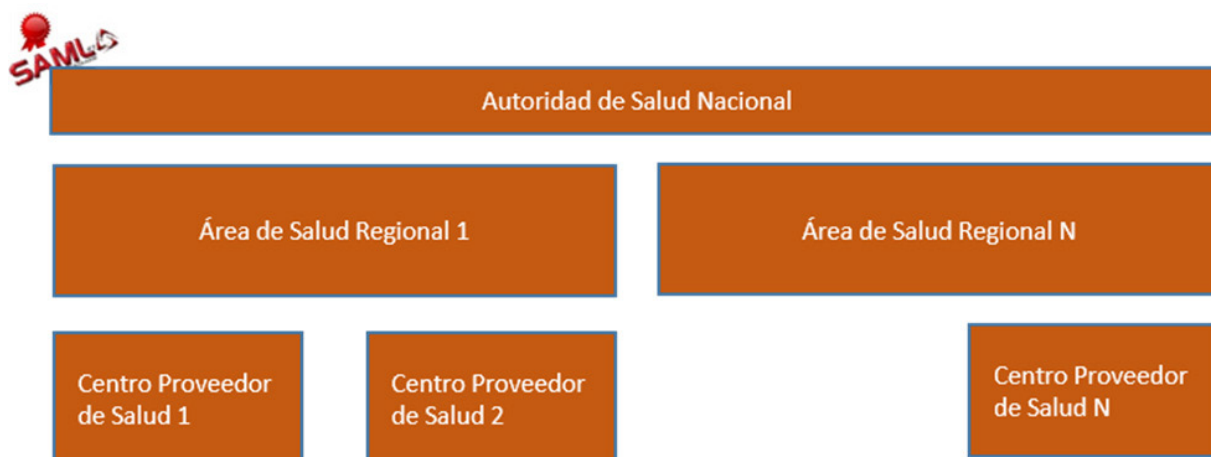 SAML
Autoridad de Salud Nacional
Área de Salud Regional 1
Área de Salud Regional N
Centro Proveedor
de Salud 1
Centro Proveedor
de Salud 2
Centro Proveedor
de Salud N